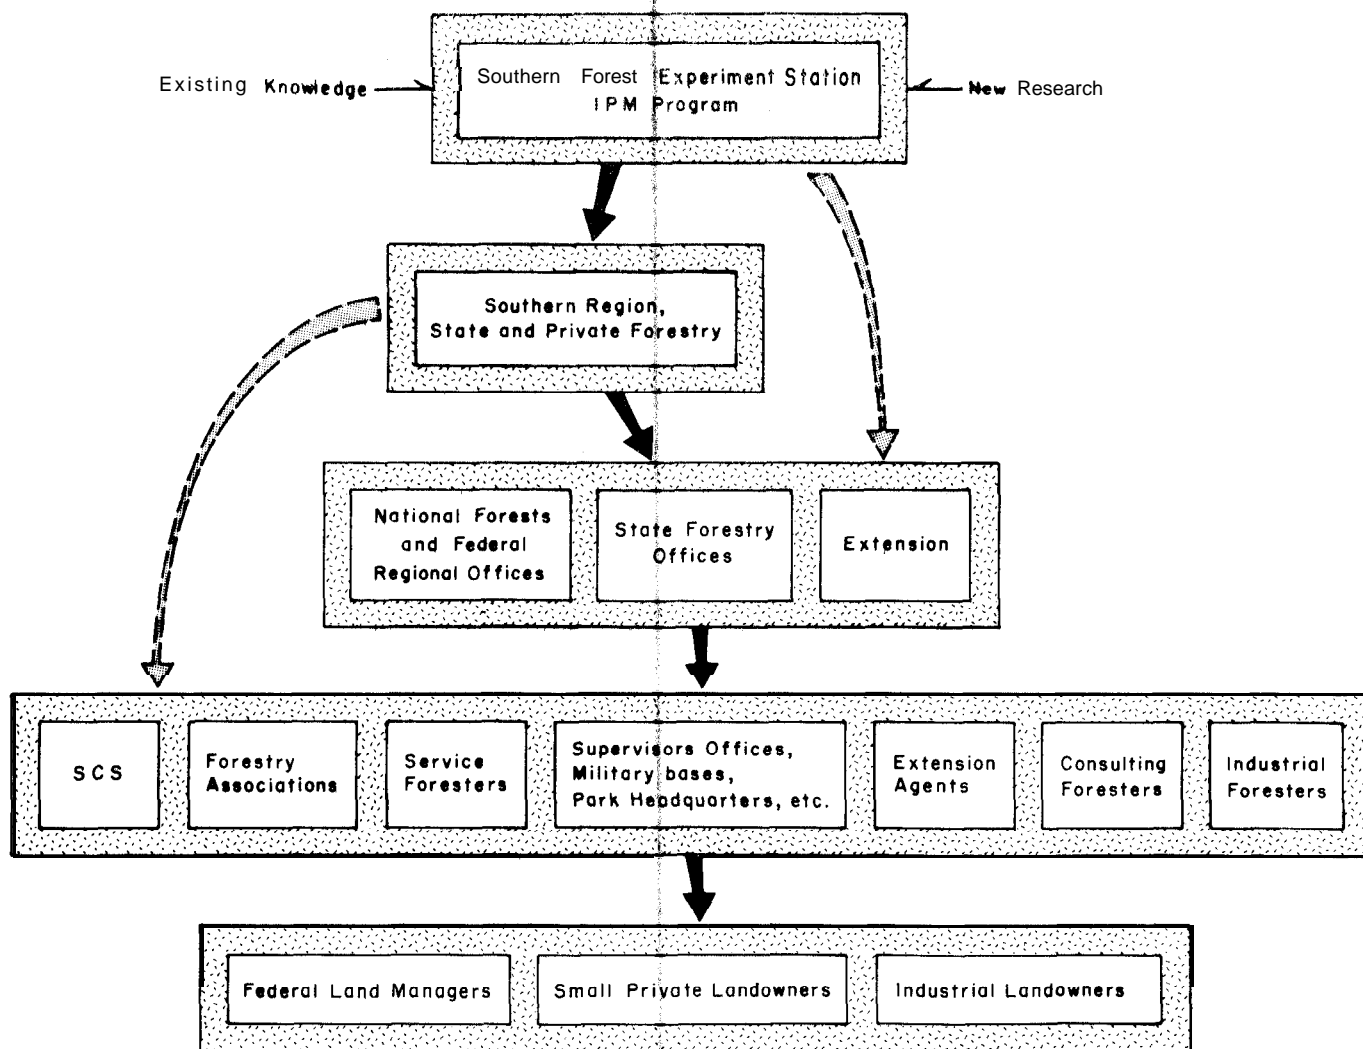 Existing Knowledge
Southern Forest Experiment Station
IPM Program
New Research
Southern Region,
State and Private Forestry
National Forests
and Federal
Regional Offices
State Forestry
Offices
Extension
SCS
Forestry
Associations
Service
Foresters
Supervisors Offices,
Military bases,
Park Headquarters, etc.
Extension
Agents
Consulting
Foresters
Industrial
Foresters
Federal Land Managers
Small Private Landowners
Industrial Landowners